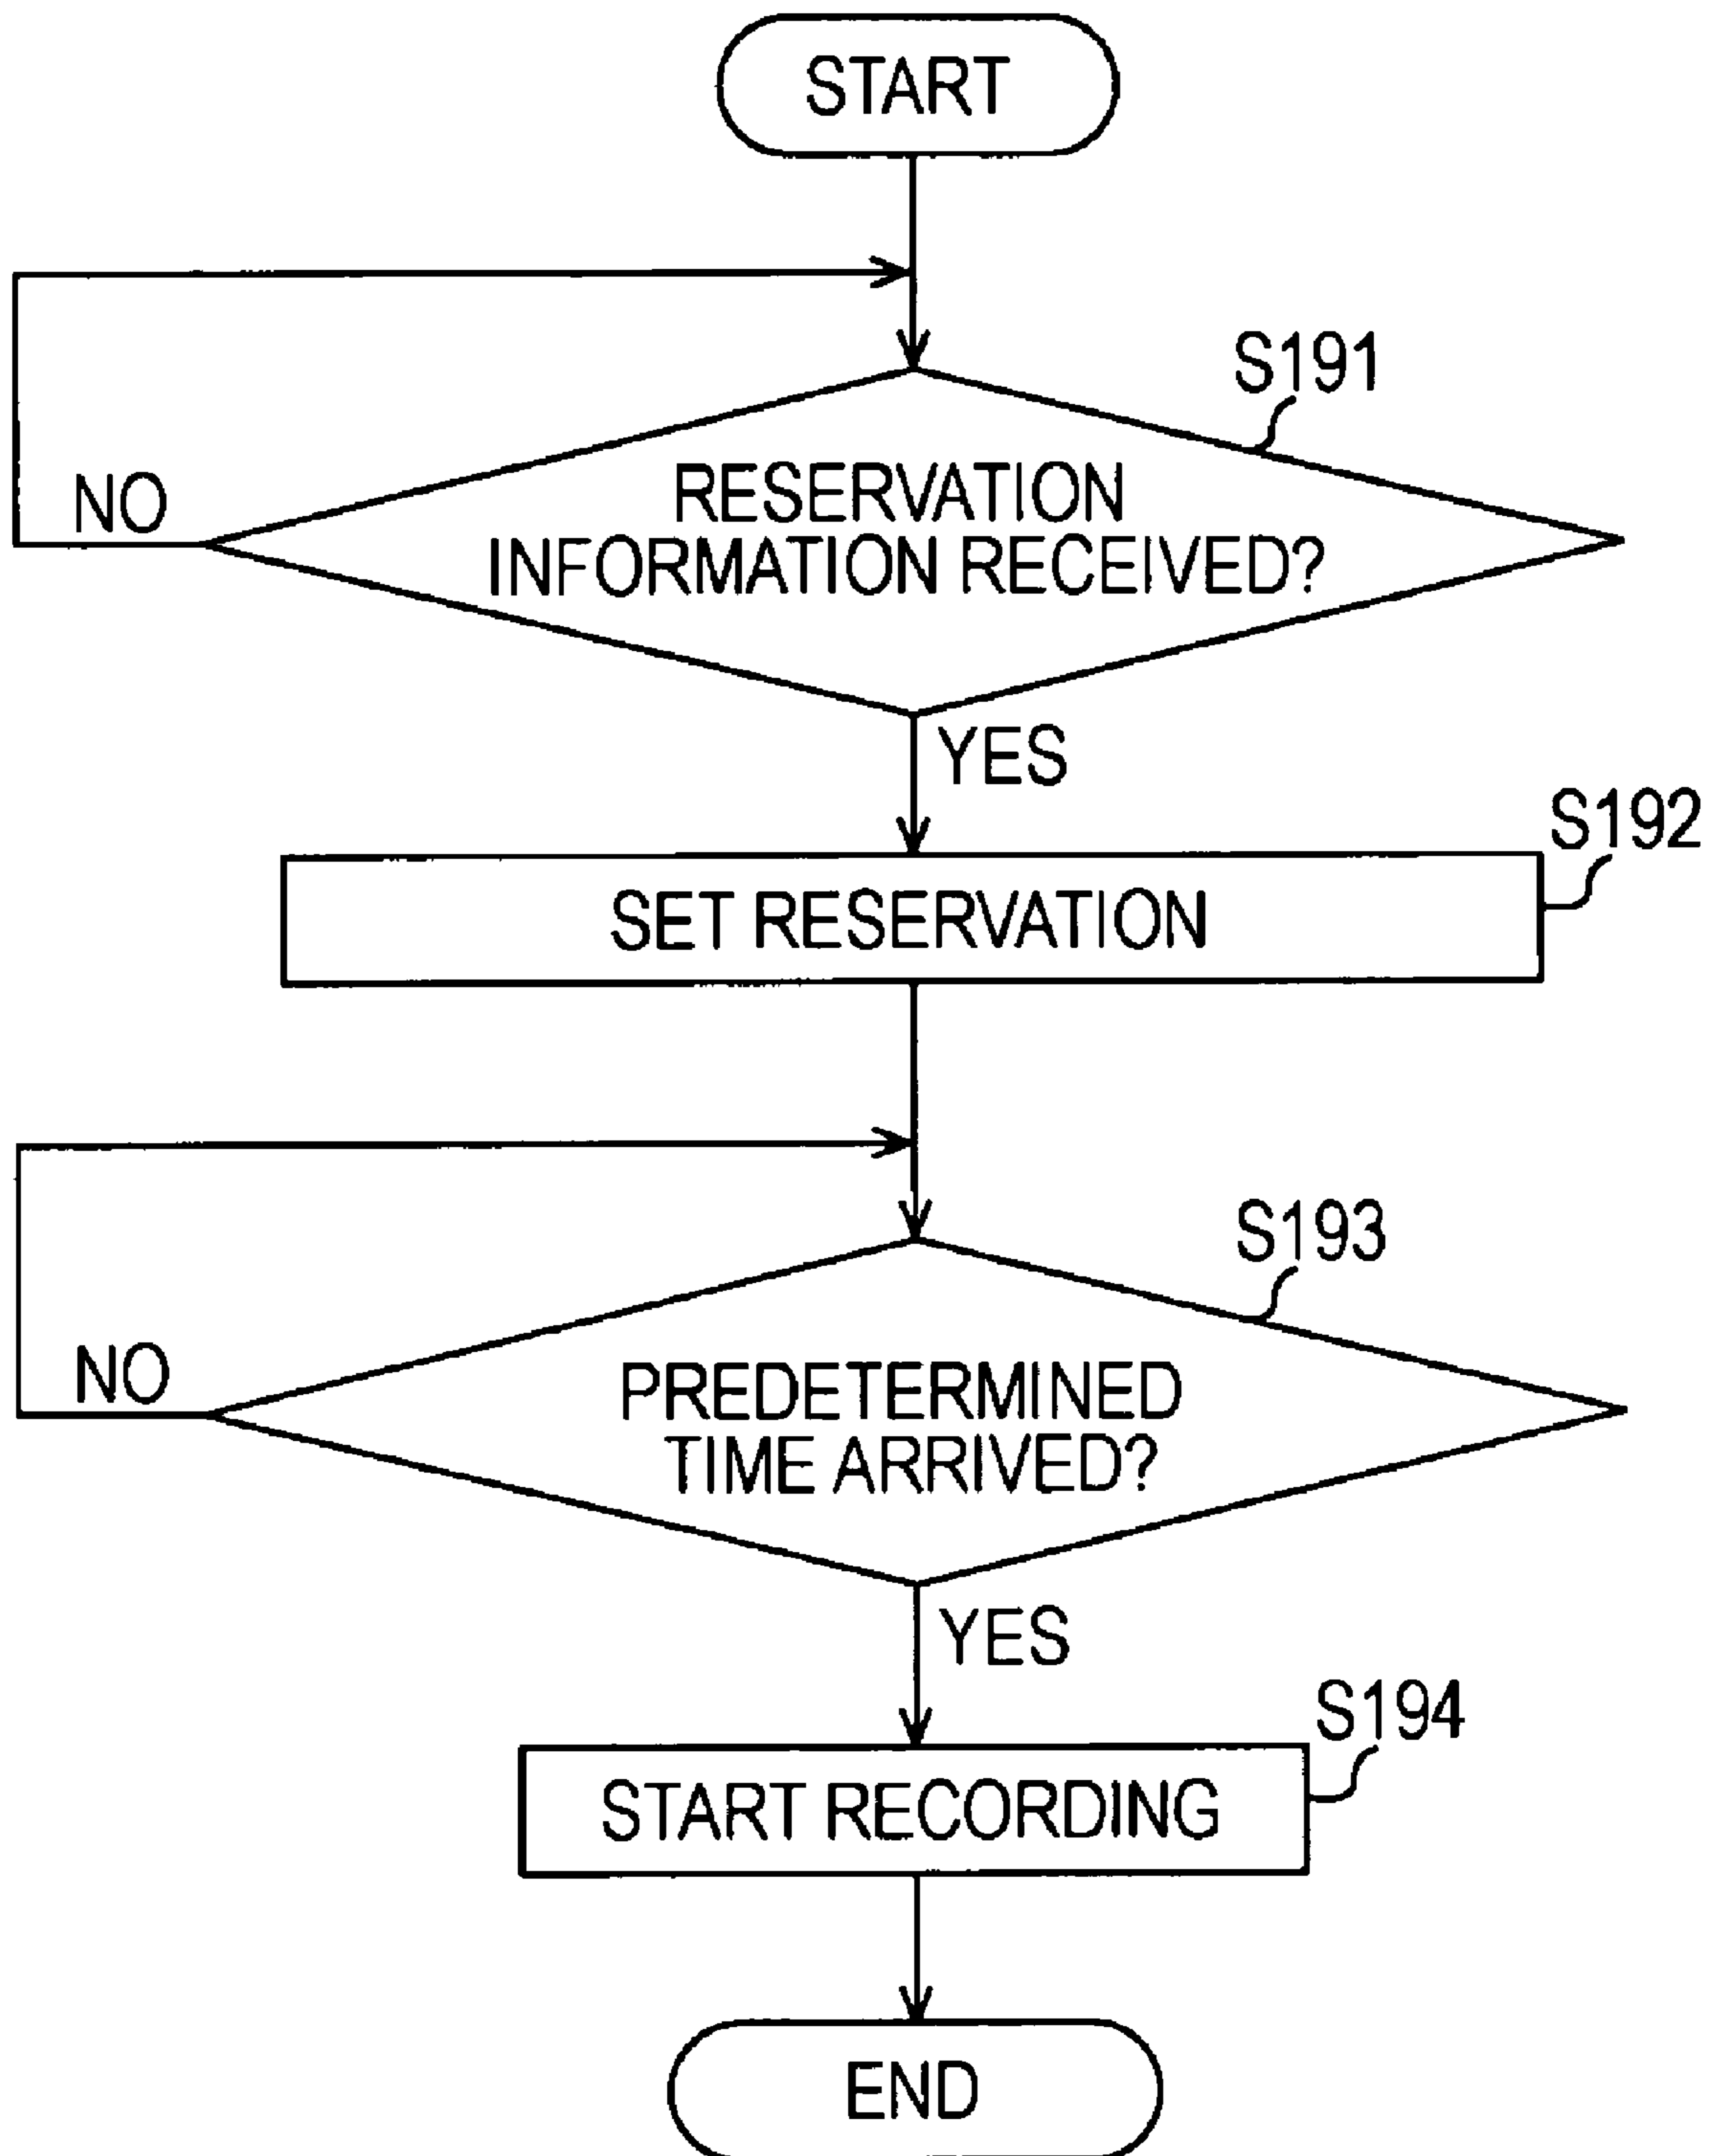 START
S191
RESERVATION
INFORMATION RECEIVED?
NO
YES
S192
SET RESERVATION
S193
PREDETERMINED
TIME ARRIVED?
NO
YES
S194
START RECORDING
END